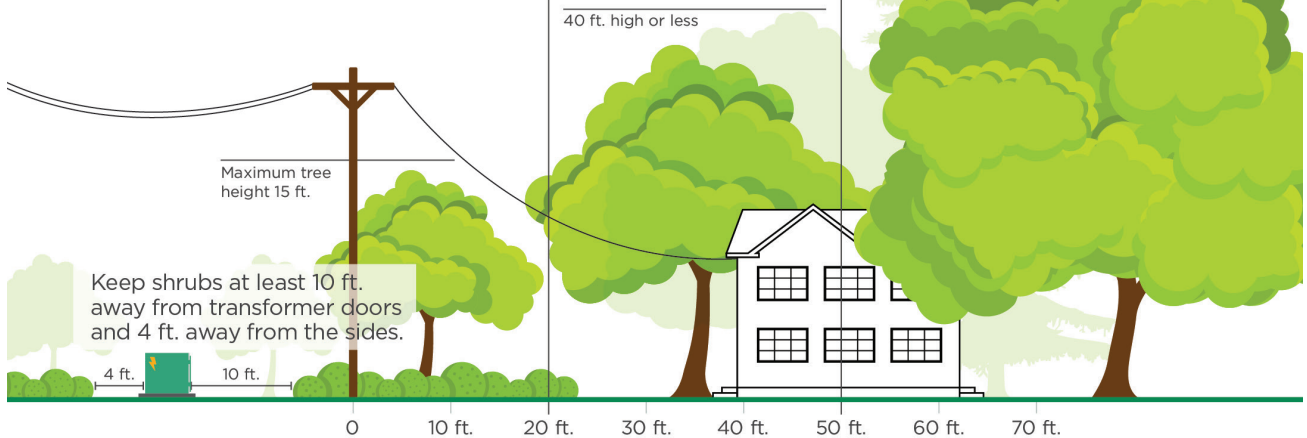 40 ft. high or less
Maximum tree
height 15 ft.
Keep shrubs at least 10 ft.
away from transformer doors
and 4 ft. away from the sides.
4 ft.
10 ft.
0
10 ft.
20 ft.
30 ft.
40 ft.
50 ft.
60 ft.
70 ft.